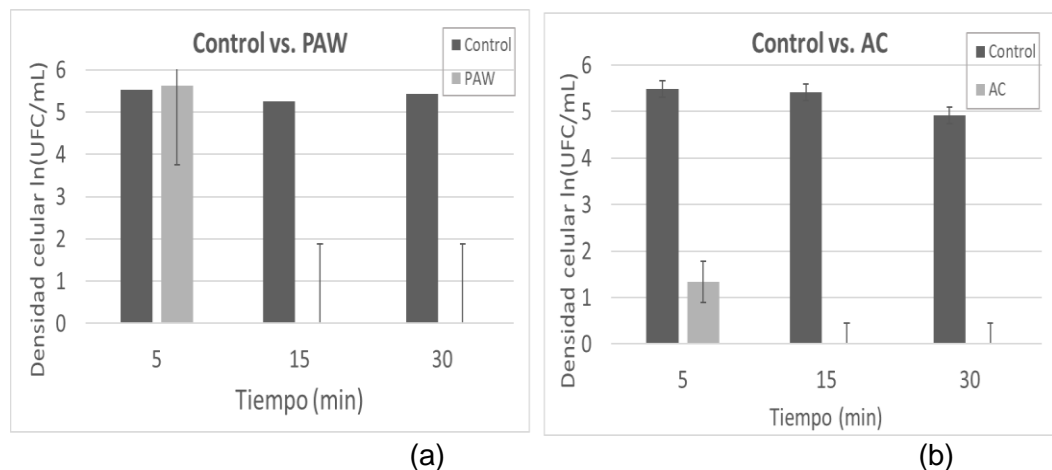 Control vs. PAW
Control
PAW
Densidad celular ln(UFC/mL)
6
5
4
3
2
1
0
5 15 30
Tiempo (min)
(a)
Control vs. AC
Control
AC
Densidad celular ln(UFC/mL)
6
5
4
3
2
1
0
5 15 30
Tiempo (min)
(b)